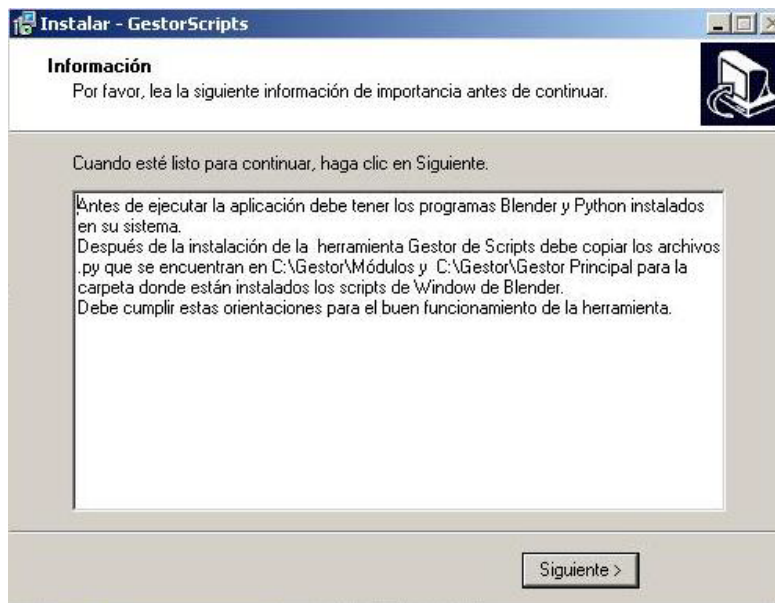 Instalar - GestorScripts
Información
Por favor, lea la siguiente información de importancia antes de continuar.
Cuando esté listo para continuar, haga clic en Siguiente.
Antes de ejecutar la aplicación debe tener los programas Blender y Python instalados
en su sistema.
Después de la instalación de la  herramienta Gestor de Scripts debe copiar los archivos
.py que se encuentran en C:\Gestor\Módulos y  C:\Gestor\Gestor Principal para la
carpeta donde están instalados los scripts de Window de Blender.
Debe cumplir estas orientaciones para el buen funcionamiento de la herramienta.
Siguiente >